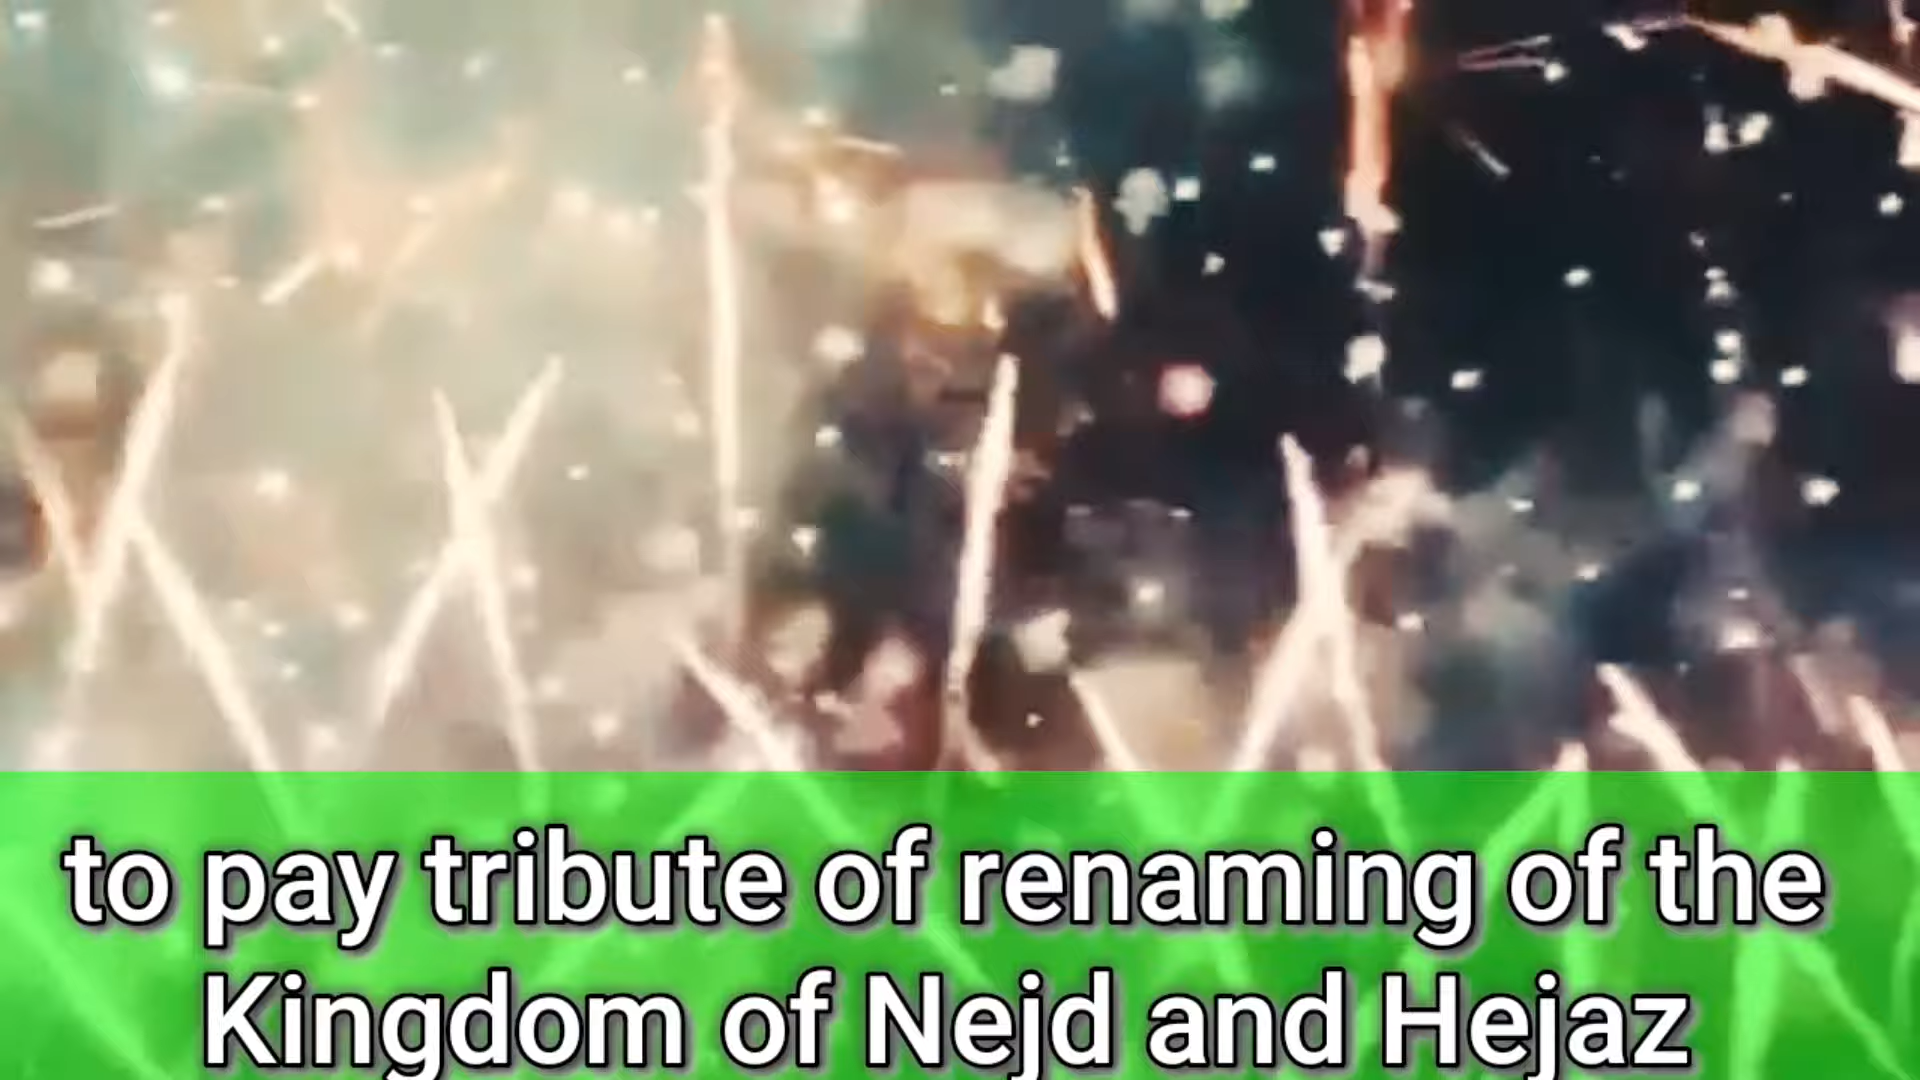 to pay tribute of renaming of the
Kingdom of Nejd and Hejaz